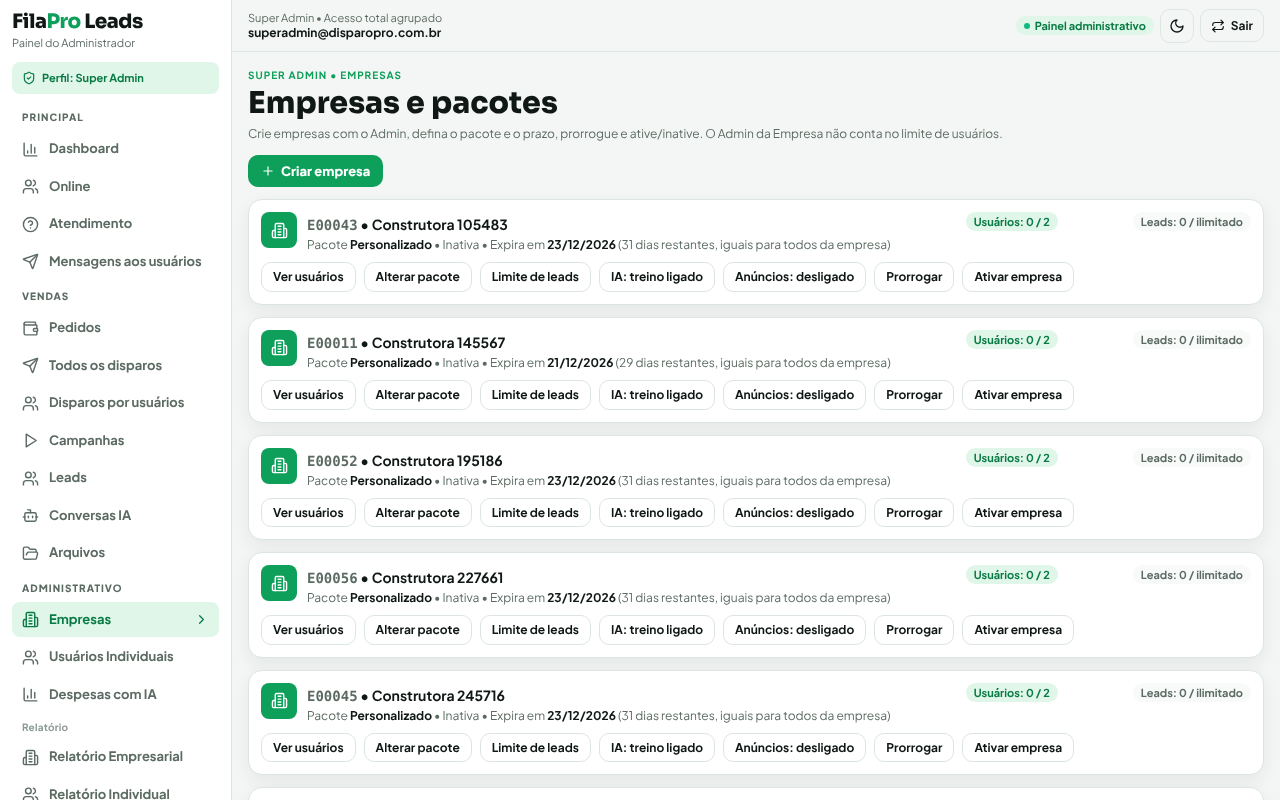 FilaPro Leads
Painel do Administrador
Perfil: Super Admin
PRINCIPAL
Dashboard
Online
Atendimento
Mensagens aos usuários
VENDAS
Pedidos
Todos os disparos
Disparos por usuários
Campanhas
Leads
Conversas IA
Arquivos
ADMINISTRATIVO
Empresas
Usuários Individuais
Despesas com IA
Relatório
Relatório Empresarial
Relatório Individual
Super Admin • Acesso total agrupado
superadmin@disparopro.com.br
Painel administrativo
Sair
SUPER ADMIN • EMPRESAS
Empresas e pacotes
Crie empresas com o Admin, defina o pacote e o prazo, prorrogue e ative/inative. O Admin da Empresa não conta no limite de usuários.
+ Criar empresa
E00043 • Construtora 105483 Usuários: 0 / 2 Leads: 0 / ilimitado
Pacote Personalizado • Inativa • Expira em 23/12/2026 (31 dias restantes, iguais para todos da empresa)
Ver usuários Alterar pacote Limite de leads IA: treino ligado Anúncios: desligado Prorrogar Ativar empresa
E00011 • Construtora 145567 Usuários: 0 / 2 Leads: 0 / ilimitado
Pacote Personalizado • Inativa • Expira em 21/12/2026 (29 dias restantes, iguais para todos da empresa)
Ver usuários Alterar pacote Limite de leads IA: treino ligado Anúncios: desligado Prorrogar Ativar empresa
E00052 • Construtora 195186 Usuários: 0 / 2 Leads: 0 / ilimitado
Pacote Personalizado • Inativa • Expira em 23/12/2026 (31 dias restantes, iguais para todos da empresa)
Ver usuários Alterar pacote Limite de leads IA: treino ligado Anúncios: desligado Prorrogar Ativar empresa
E00056 • Construtora 227661 Usuários: 0 / 2 Leads: 0 / ilimitado
Pacote Personalizado • Inativa • Expira em 23/12/2026 (31 dias restantes, iguais para todos da empresa)
Ver usuários Alterar pacote Limite de leads IA: treino ligado Anúncios: desligado Prorrogar Ativar empresa
E00045 • Construtora 245716 Usuários: 0 / 2 Leads: 0 / ilimitado
Pacote Personalizado • Inativa • Expira em 23/12/2026 (31 dias restantes, iguais para todos da empresa)
Ver usuários Alterar pacote Limite de leads IA: treino ligado Anúncios: desligado Prorrogar Ativar empresa